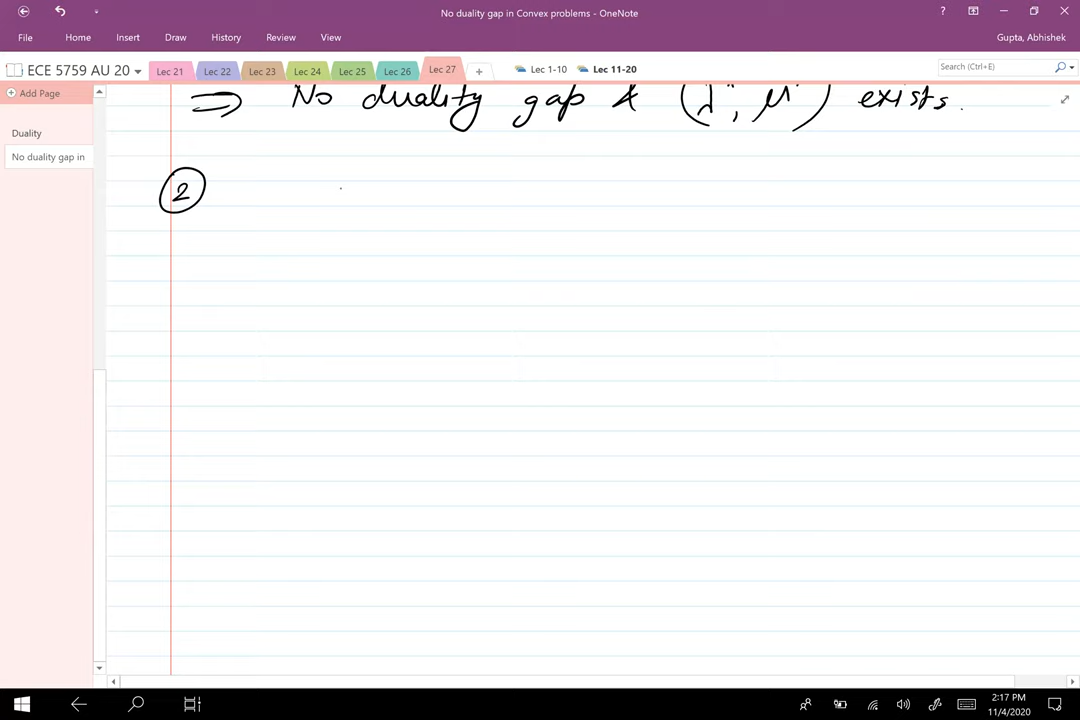 No duality gap in Convex problems - OneNote
Gupta, Abhishek
File Home Insert Draw History Review View
ECE 5759 AU 20 Lec 21 Lec 22 Lec 23 Lec 24 Lec 25 Lec 26 Lec 27 + Lec 1-10 Lec 11-20 Search (Ctrl+E)
Add Page
Duality
No duality gap in
⇒ No duality gap & (λ*, μ*) exists.
②
2:17 PM
11/4/2020